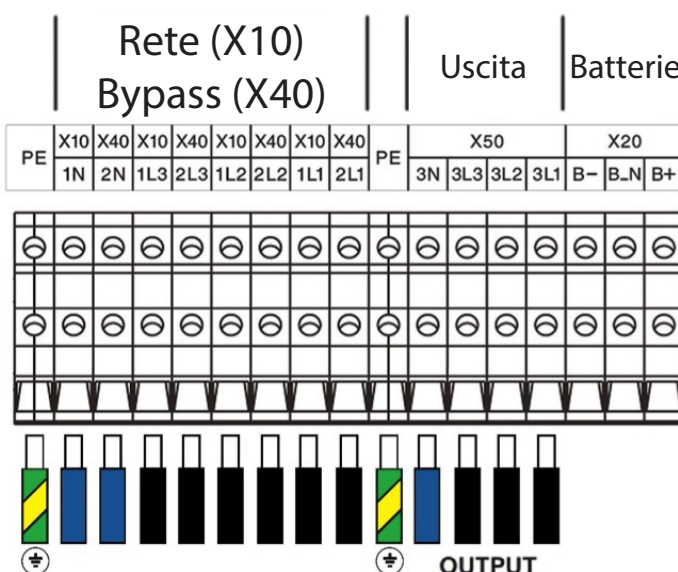 Rete (X10)
Bypass (X40)
Uscita
Batterie
PE
X10 X40 X10 X40 X10 X40 X10 X40
PE
X50
X20
1N 2N 1L3 2L3 1L2 2L2 1L1 2L1
3N 3L3 3L2 3L1 B- B_N B+
OUTPUT